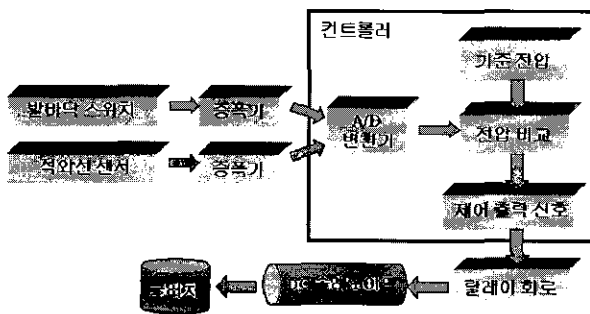 컨트롤러
기준 전압
발바닥 스위치
증폭기
A/D
변환기
전압 비교
적외선 센서
증폭기
제어 출력 신호
릴레이 회로